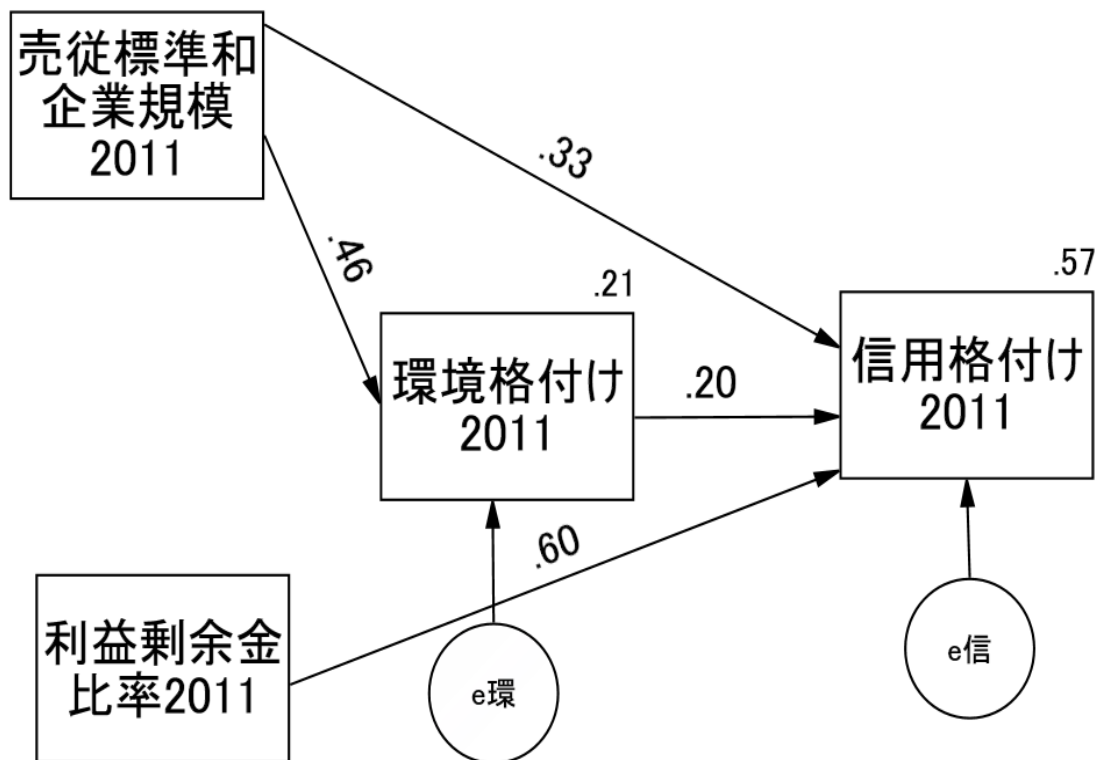 売従標準和
企業規模
2011
.33
.46
.21
.57
環境格付け
2011
.20
信用格付け
2011
.60
利益剰余金
比率2011
e環
e信